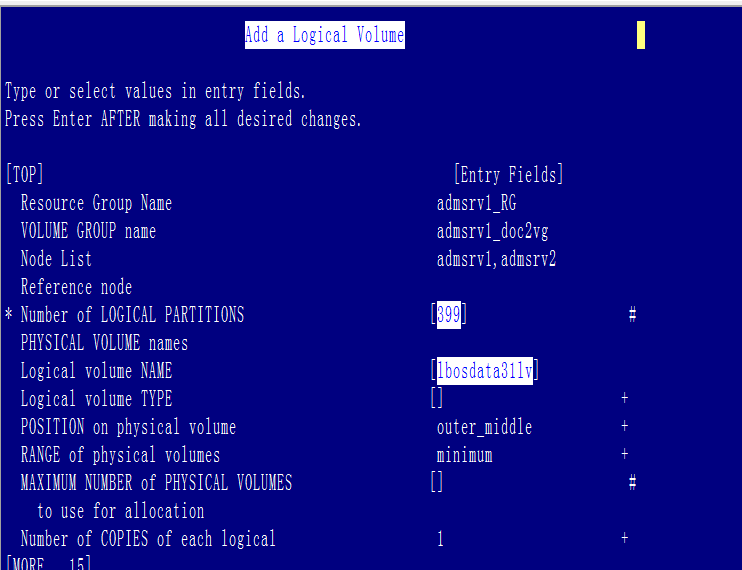 Add a Logical Volume
Type or select values in entry fields.
Press Enter AFTER making all desired changes.
[TOP] [Entry Fields]
Resource Group Name admsrv1_RG
VOLUME GROUP name admsrv1_doc2vg
Node List admsrv1,admsrv2
Reference node
* Number of LOGICAL PARTITIONS [399] #
PHYSICAL VOLUME names
Logical volume NAME [lbosdata31lv]
Logical volume TYPE [] +
POSITION on physical volume outer_middle +
RANGE of physical volumes minimum +
MAXIMUM NUMBER of PHYSICAL VOLUMES [] #
to use for allocation
Number of COPIES of each logical 1 +
[MORE...15]